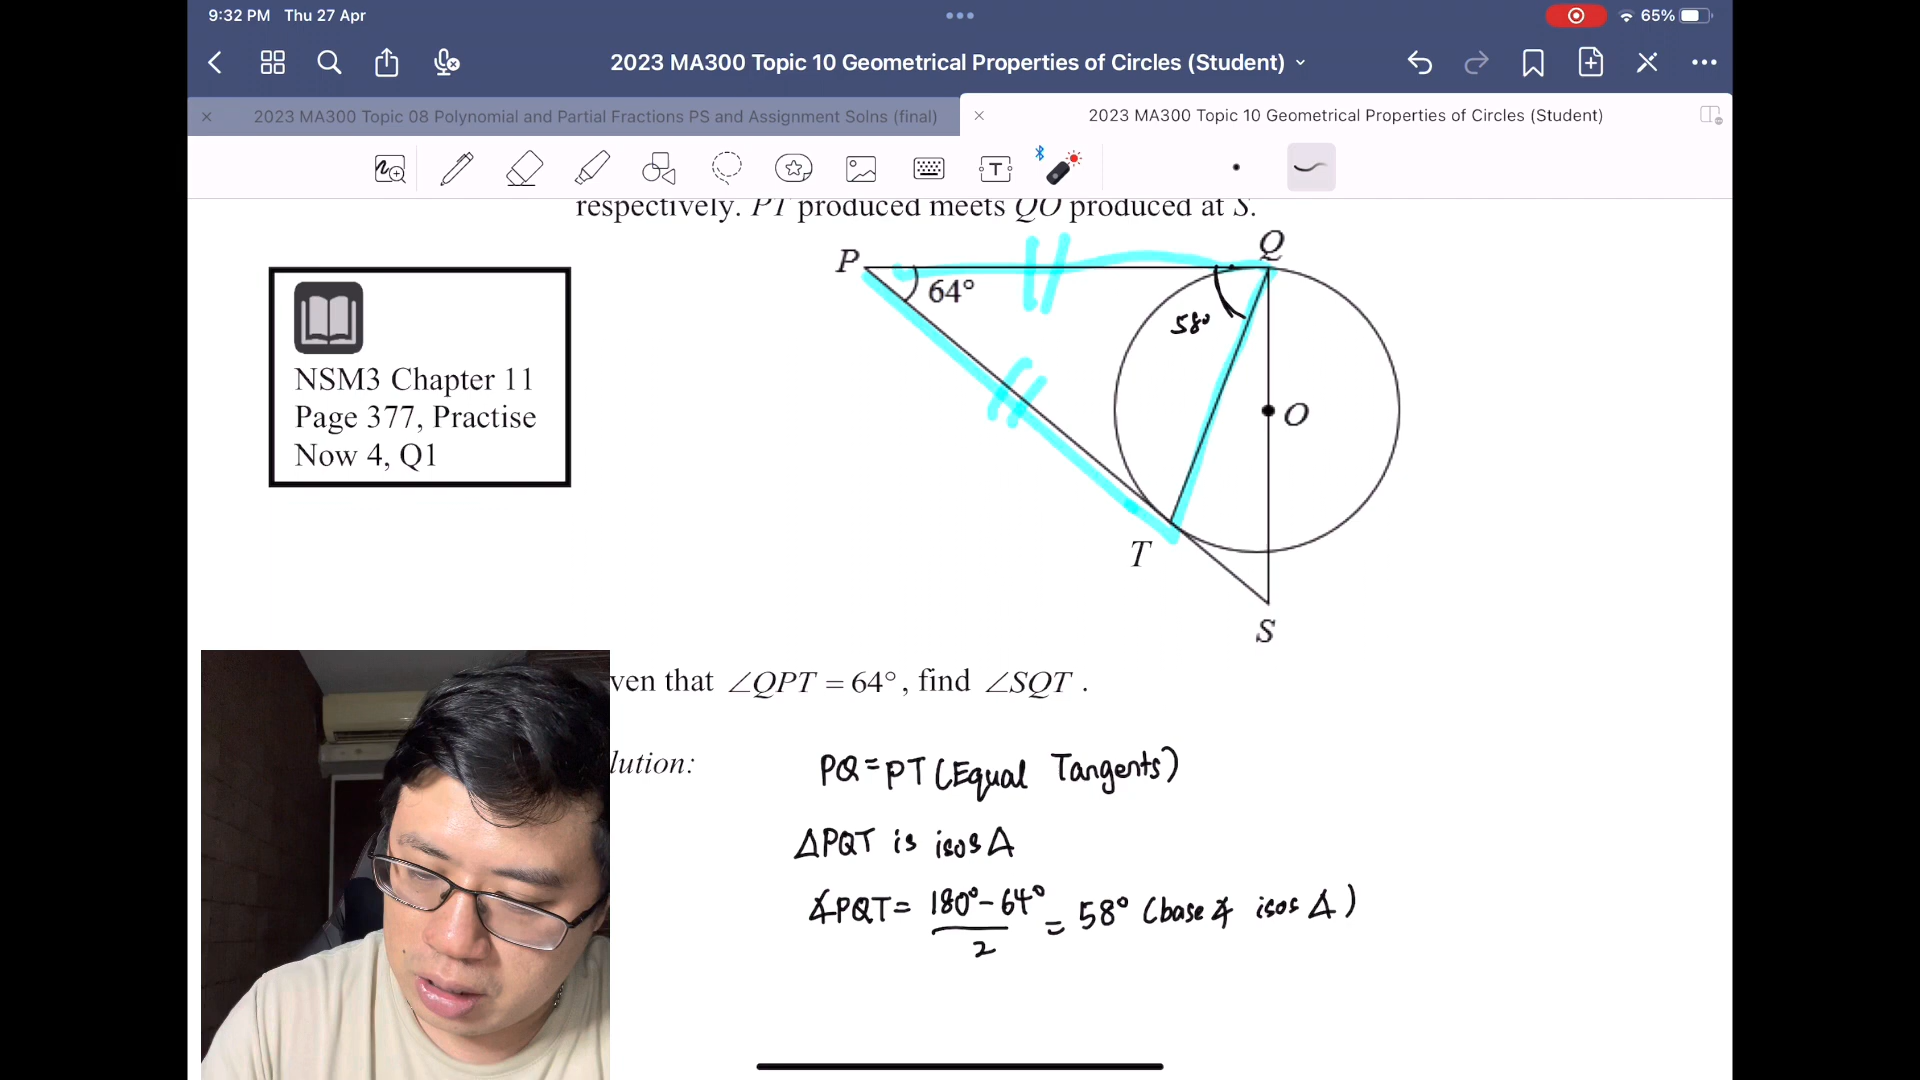 9:32 PM Thu 27 Apr
65%
2023 MA300 Topic 10 Geometrical Properties of Circles (Student)
2023 MA300 Topic 08 Polynomial and Partial Fractions PS and Assignment Solns (final)
2023 MA300 Topic 10 Geometrical Properties of Circles (Student)
T
respectively. PT produced meets QO produced at S.
P
Q
64°
58°
O
T
S
NSM3 Chapter 11
Page 377, Practise
Now 4, Q1
ven that ∠QPT = 64°, find ∠SQT .
lution:
PQ = PT (Equal Tangents)
△PQT is isos △
∡PQT = (180° - 64°)/2 = 58° (base ∡ isos △)